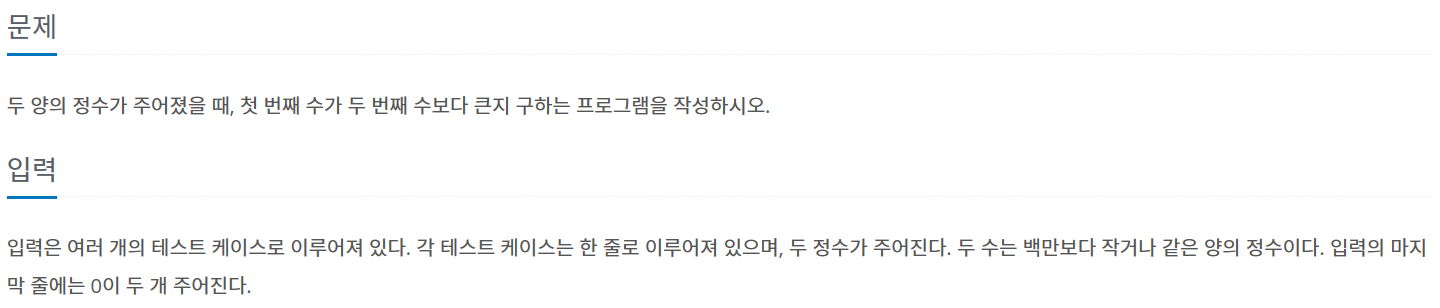 문제
두 양의 정수가 주어졌을 때, 첫 번째 수가 두 번째 수보다 큰지 구하는 프로그램을 작성하시오.
입력
입력은 여러 개의 테스트 케이스로 이루어져 있다. 각 테스트 케이스는 한 줄로 이루어져 있으며, 두 정수가 주어진다. 두 수는 백만보다 작거나 같은 양의 정수이다. 입력의 마지
막 줄에는 0이 두 개 주어진다.